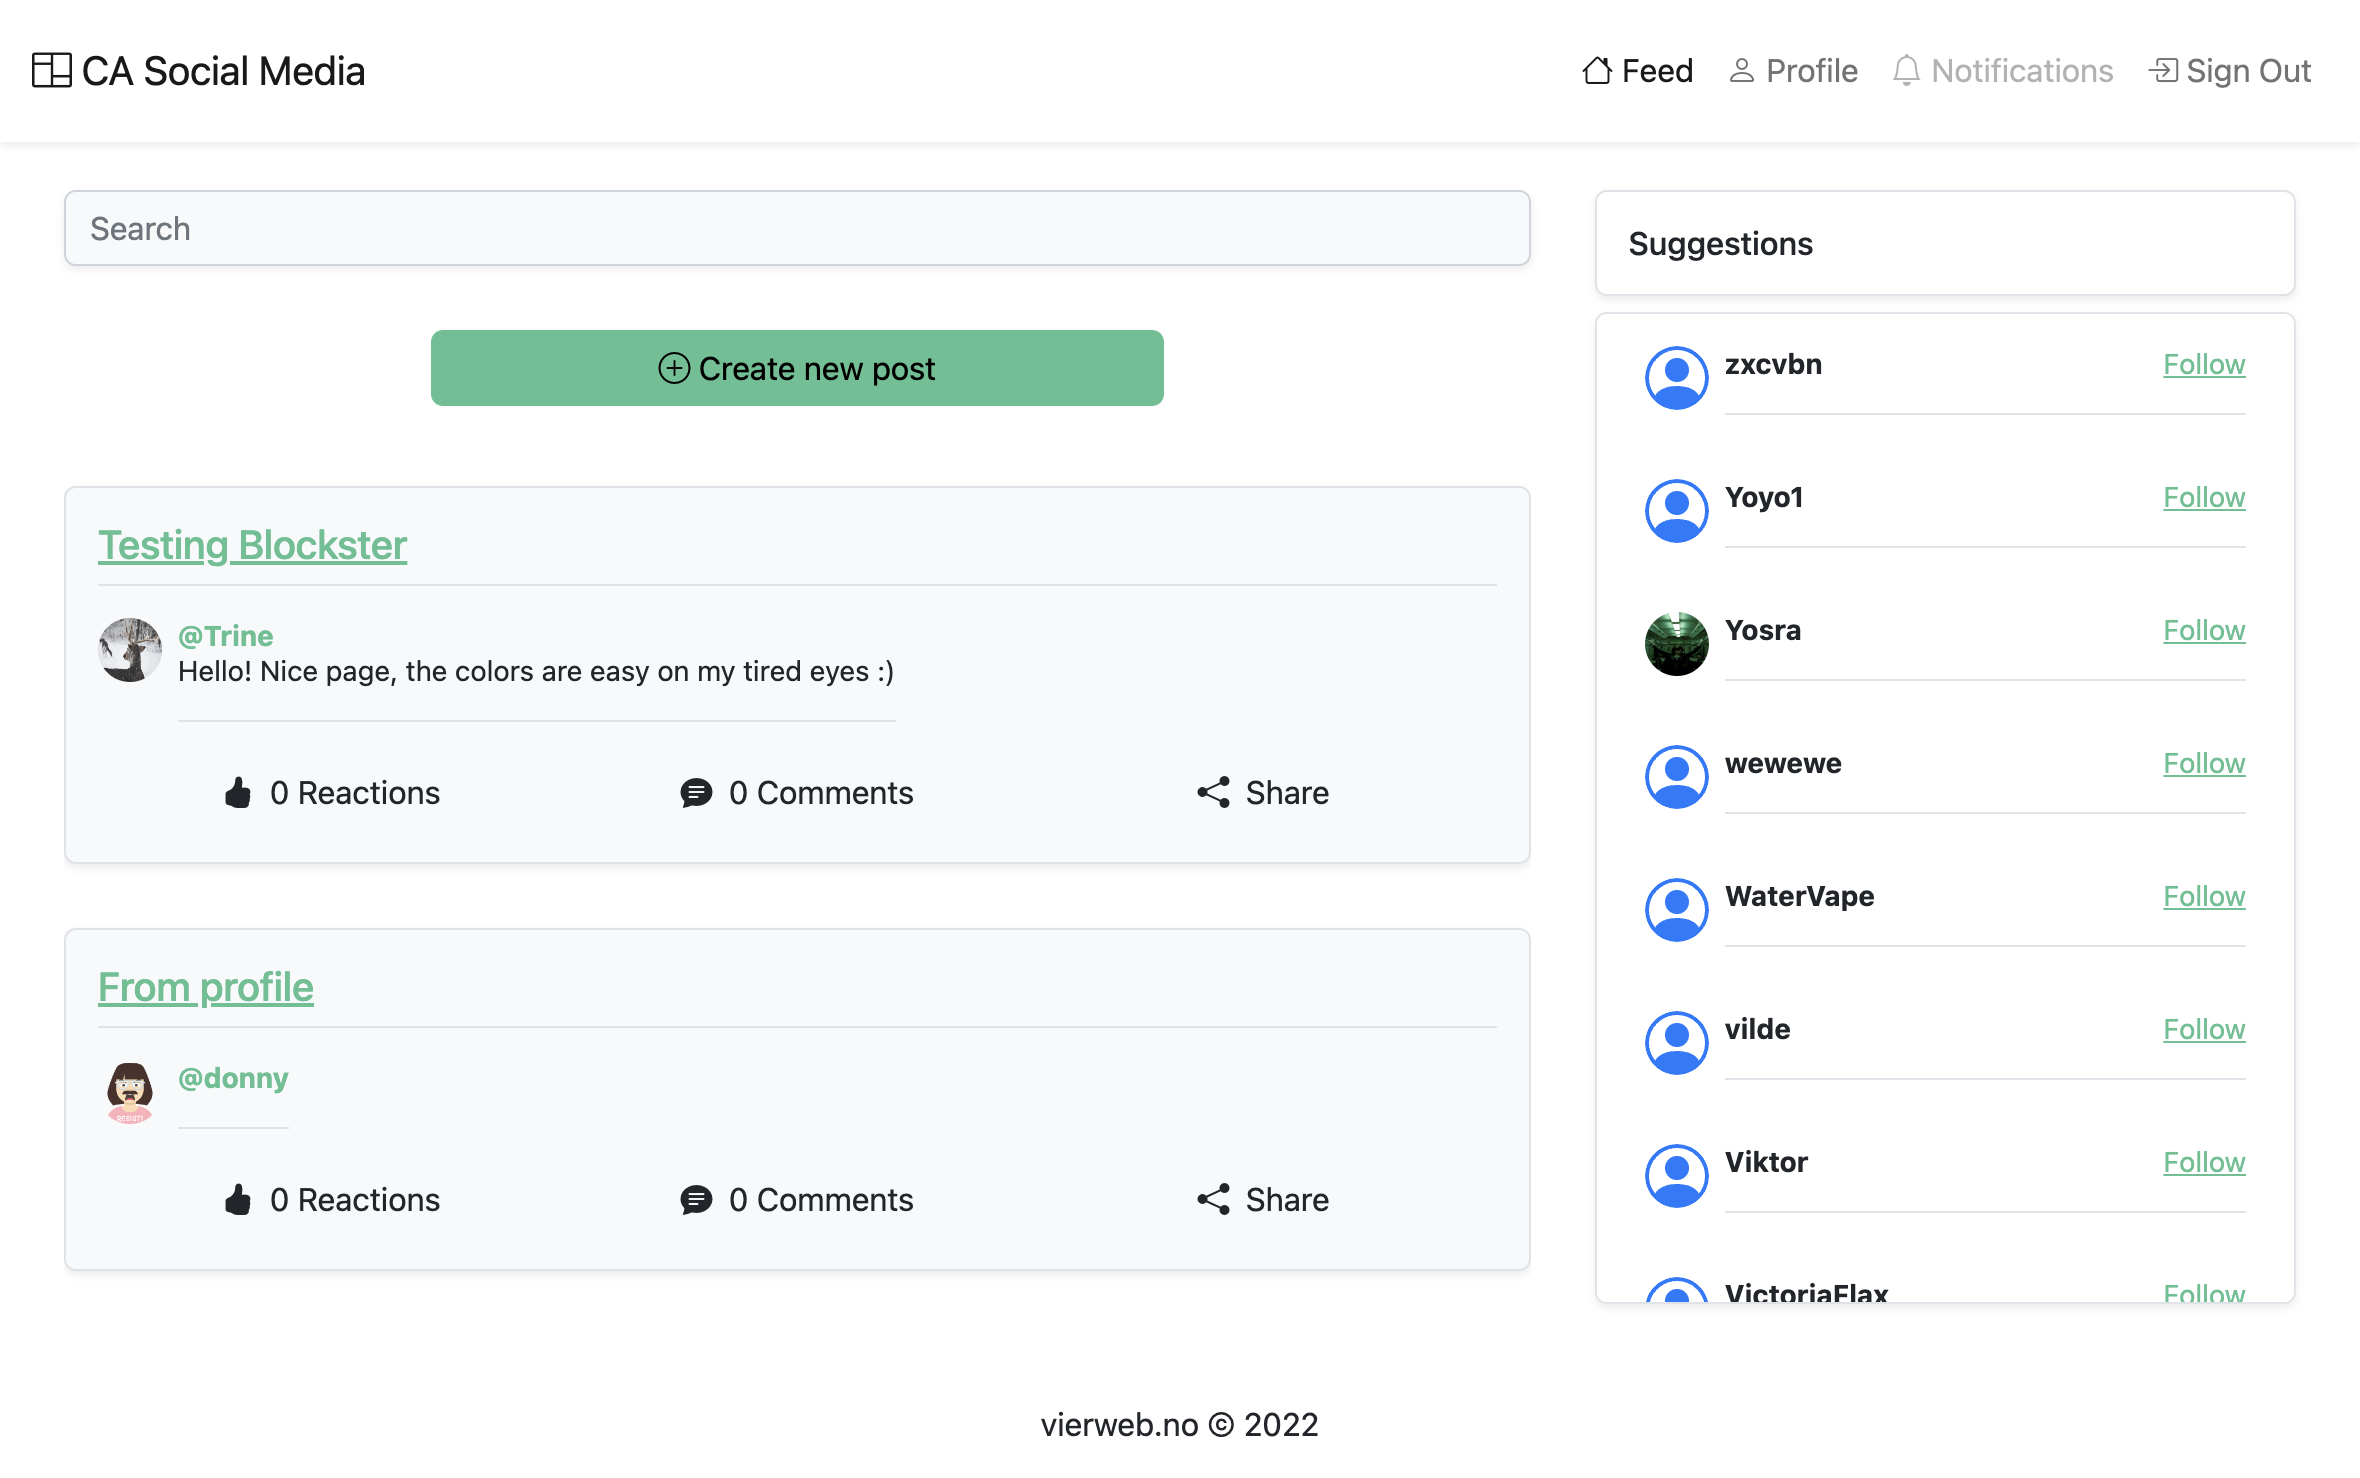 CA Social Media
Feed
Profile
Notifications
Sign Out
Search
Create new post
Testing Blockster
@Trine
Hello! Nice page, the colors are easy on my tired eyes :)
0 Reactions
0 Comments
Share
From profile
@donny
0 Reactions
0 Comments
Share
Suggestions
zxcvbn
Follow
Yoyo1
Follow
Yosra
Follow
wewewe
Follow
WaterVape
Follow
vilde
Follow
Viktor
Follow
VictoriaFlax
Follow
vierweb.no © 2022